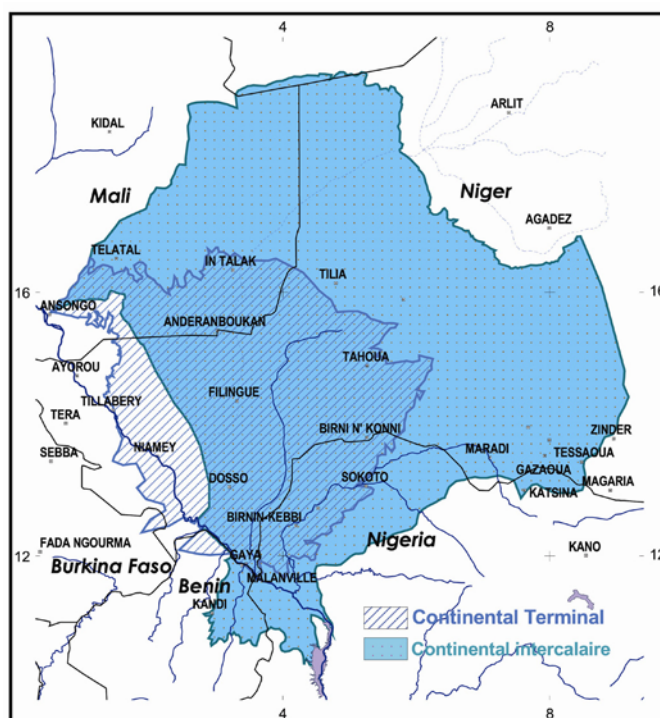 4 8
ARLIT
KIDAL
Mali
Niger
AGADEZ
TELATAL
IN TALAK
TILIA
16 16
ANSONGO
ANDERANBOUKAN
AYOROU
TAHOUA
FILINGUE
TILLABERY
TERA
BIRNI N' KONNI
ZINDER
NIAMEY
MARADI
SEBBA
TESSAOUA
GAZAOUA
DOSSO
SOKOTO
MAGARIA
KATSINA
BIRNIN-KEBBI
Nigeria
FADA NGOURMA
12 12
GAYA
KANO
Burkina Faso
Benin
MALANVILLE
KANDI
Continental Terminal
Continental intercalaire
4 8